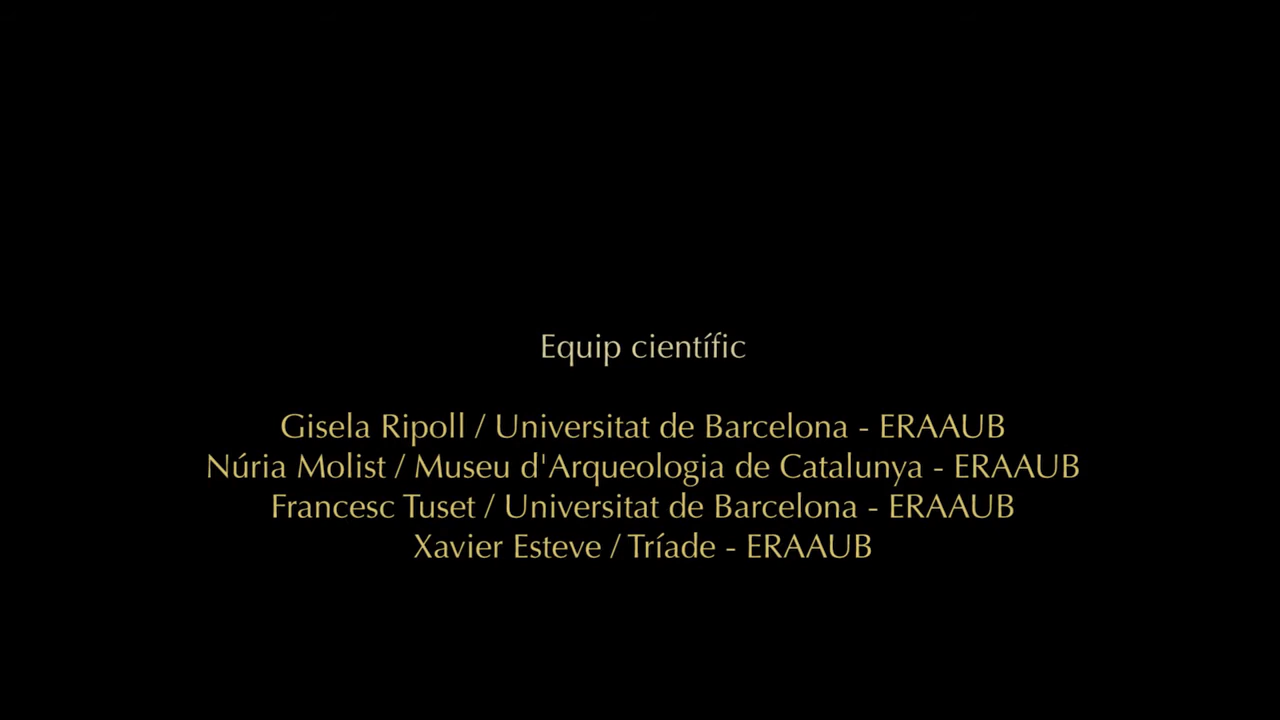 Equip científic
Gisela Ripoll / Universitat de Barcelona - ERAAUB
Núria Molist / Museu d'Arqueologia de Catalunya - ERAAUB
Francesc Tuset / Universitat de Barcelona - ERAAUB
Xavier Esteve / Tríade - ERAAUB